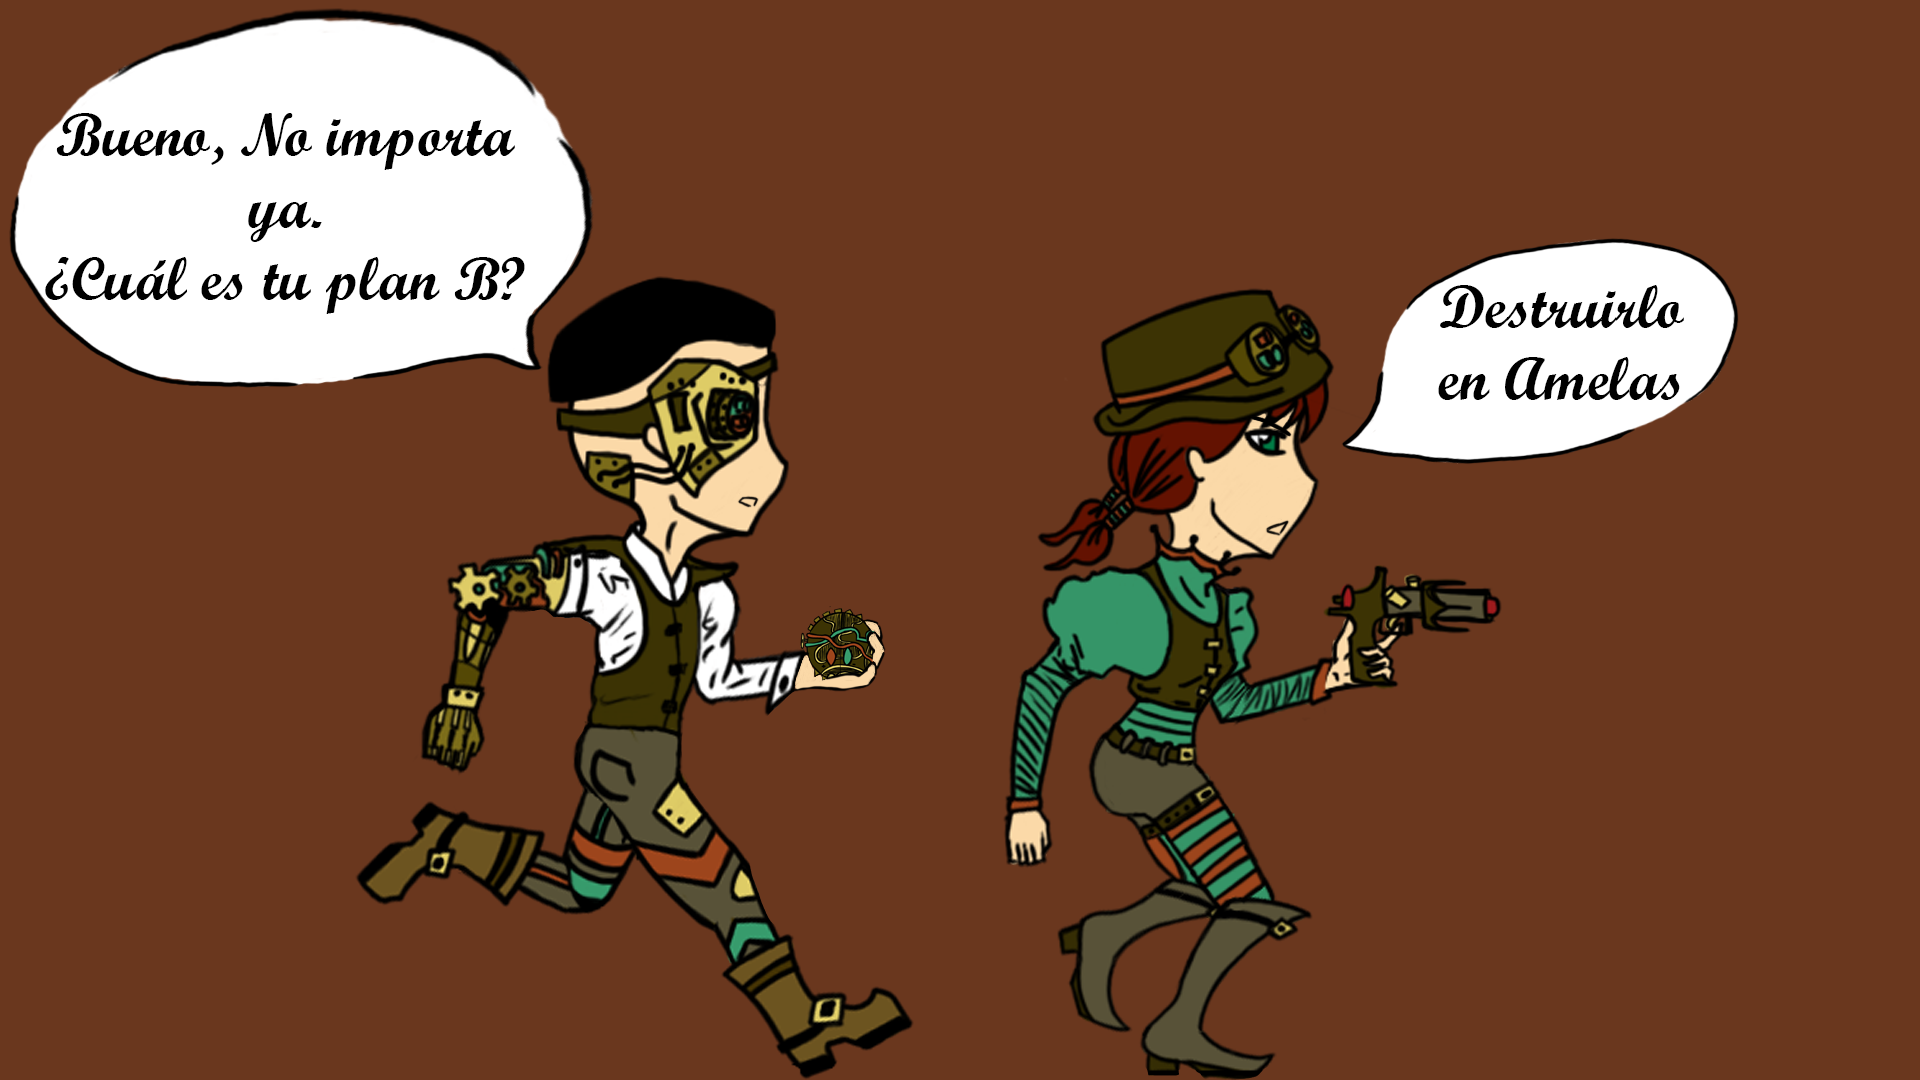 Bueno, No importa
ya.
¿Cuál es tu plan B?
Destruirlo
en Amelas